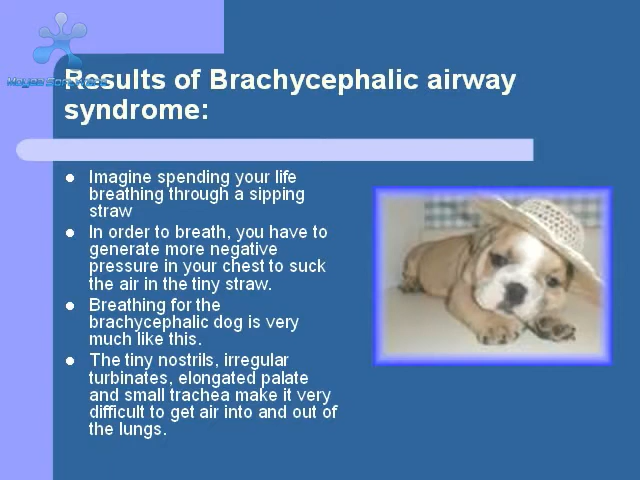 Results of Brachycephalic airway
syndrome:
● Imagine spending your life
breathing through a sipping
straw
● In order to breath, you have to
generate more negative
pressure in your chest to suck
the air in the tiny straw.
● Breathing for the
brachycephalic dog is very
much like this.
● The tiny nostrils, irregular
turbinates, elongated palate
and small trachea make it very
difficult to get air into and out of
the lungs.